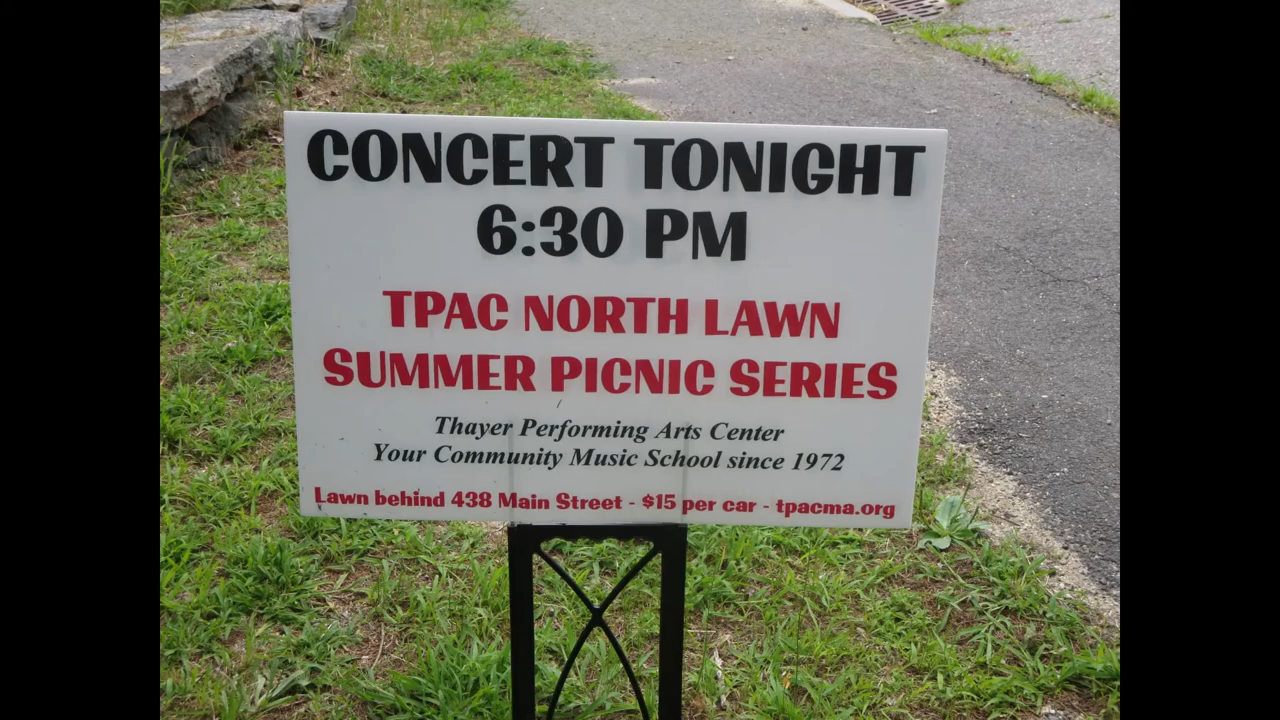 CONCERT TONIGHT
6:30 PM
TPAC NORTH LAWN
SUMMER PICNIC SERIES
Thayer Performing Arts Center
Your Community Music School since 1972
Lawn behind 438 Main Street - $15 per car - tpacma.org